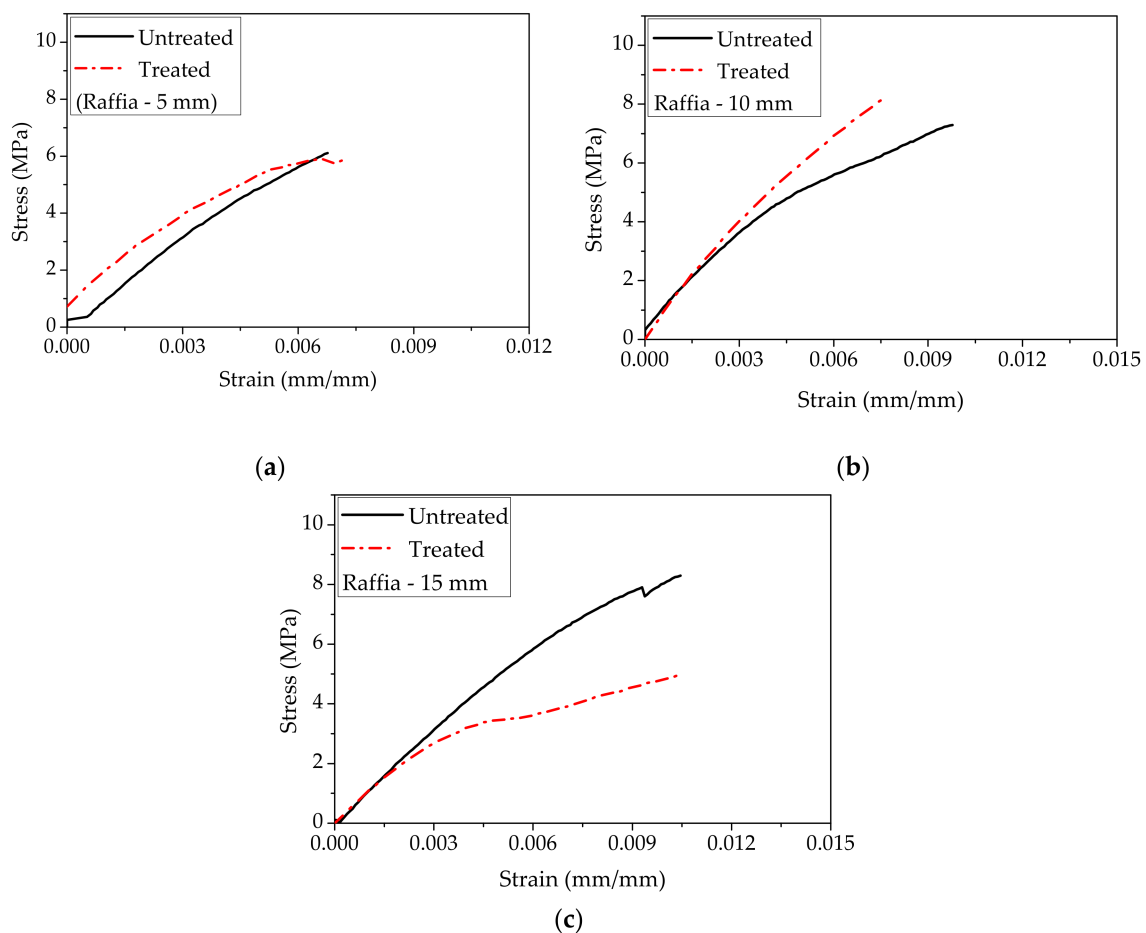 Untreated
Treated
(Raffia - 5 mm)
10
8
6
4
2
0
Stress (MPa)
0.000 0.003 0.006 0.009 0.012
Strain (mm/mm)
(a)
Untreated
Treated
Raffia - 10 mm
10
8
6
4
2
0
Stress (MPa)
0.000 0.003 0.006 0.009 0.012 0.015
Strain (mm/mm)
(b)
Untreated
Treated
Raffia - 15 mm
10
8
6
4
2
0
Stress (MPa)
0.000 0.003 0.006 0.009 0.012 0.015
Strain (mm/mm)
(c)